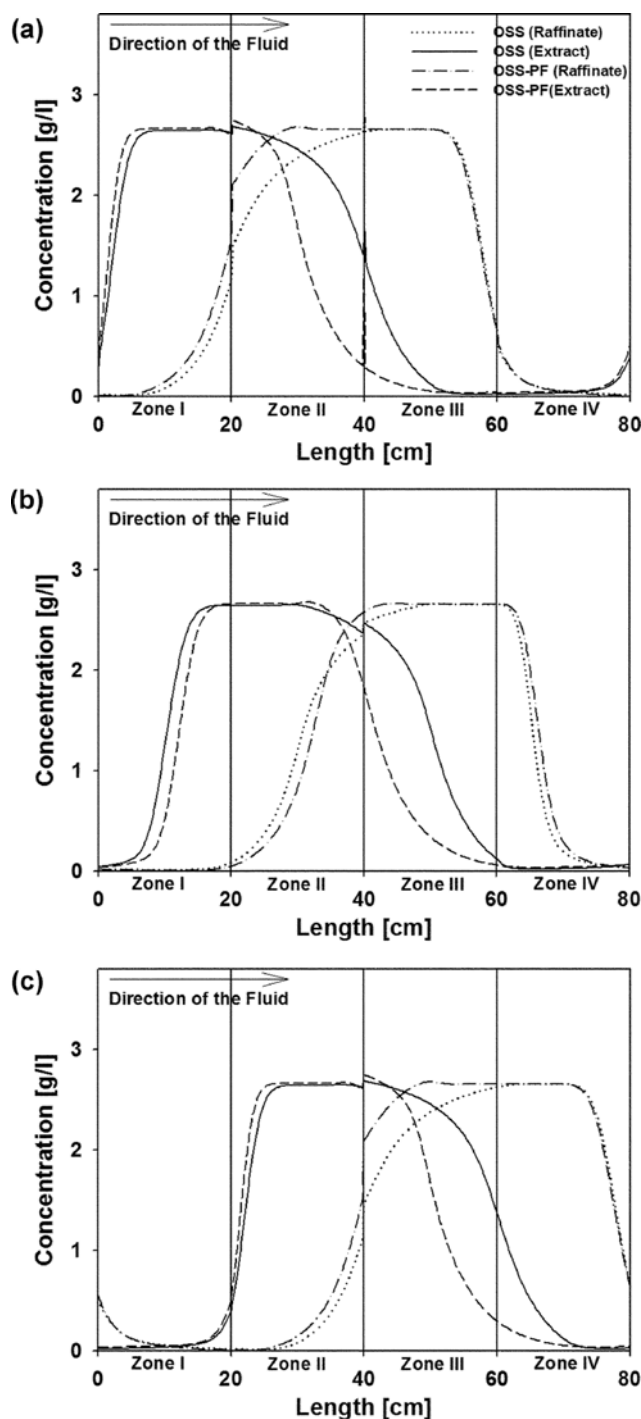 (a)
Direction of the Fluid
OSS (Raffinate)
OSS (Extract)
OSS-PF (Raffinate)
OSS-PF(Extract)
Concentration [g/l]
3
2
1
0
Zone I
Zone II
Zone III
Zone IV
0
20
40
60
80
Length [cm]
(b)
Direction of the Fluid
Concentration [g/l]
3
2
1
0
Zone I
Zone II
Zone III
Zone IV
0
20
40
60
80
Length [cm]
(c)
Direction of the Fluid
Concentration [g/l]
3
2
1
0
Zone I
Zone II
Zone III
Zone IV
0
20
40
60
80
Length [cm]